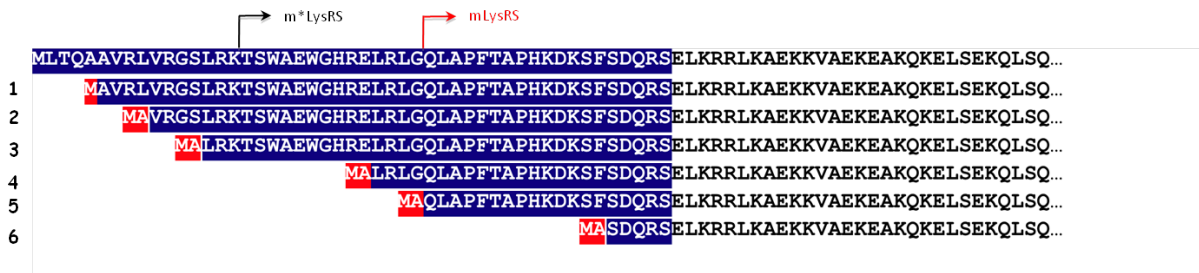 m*LysRS mLysRS
MLTQAAVRLVRGSLRKTSWAEWGHRELRLGQLAPFTAPHKDKSFSDQRSELKRRLKAEKKVAEKEAKQKELSEKQLSQ...
1 MAVRLVRGSLRKTSWAEWGHRELRLGQLAPFTAPHKDKSFSDQRSELKRRLKAEKKVAEKEAKQKELSEKQLSQ...
2 MAVRGSLRKTSWAEWGHRELRLGQLAPFTAPHKDKSFSDQRSELKRRLKAEKKVAEKEAKQKELSEKQLSQ...
3 MALRKTSWAEWGHRELRLGQLAPFTAPHKDKSFSDQRSELKRRLKAEKKVAEKEAKQKELSEKQLSQ...
4 MALRLGQLAPFTAPHKDKSFSDQRSELKRRLKAEKKVAEKEAKQKELSEKQLSQ...
5 MAQLAPFTAPHKDKSFSDQRSELKRRLKAEKKVAEKEAKQKELSEKQLSQ...
6 MASDQRSELKRRLKAEKKVAEKEAKQKELSEKQLSQ...